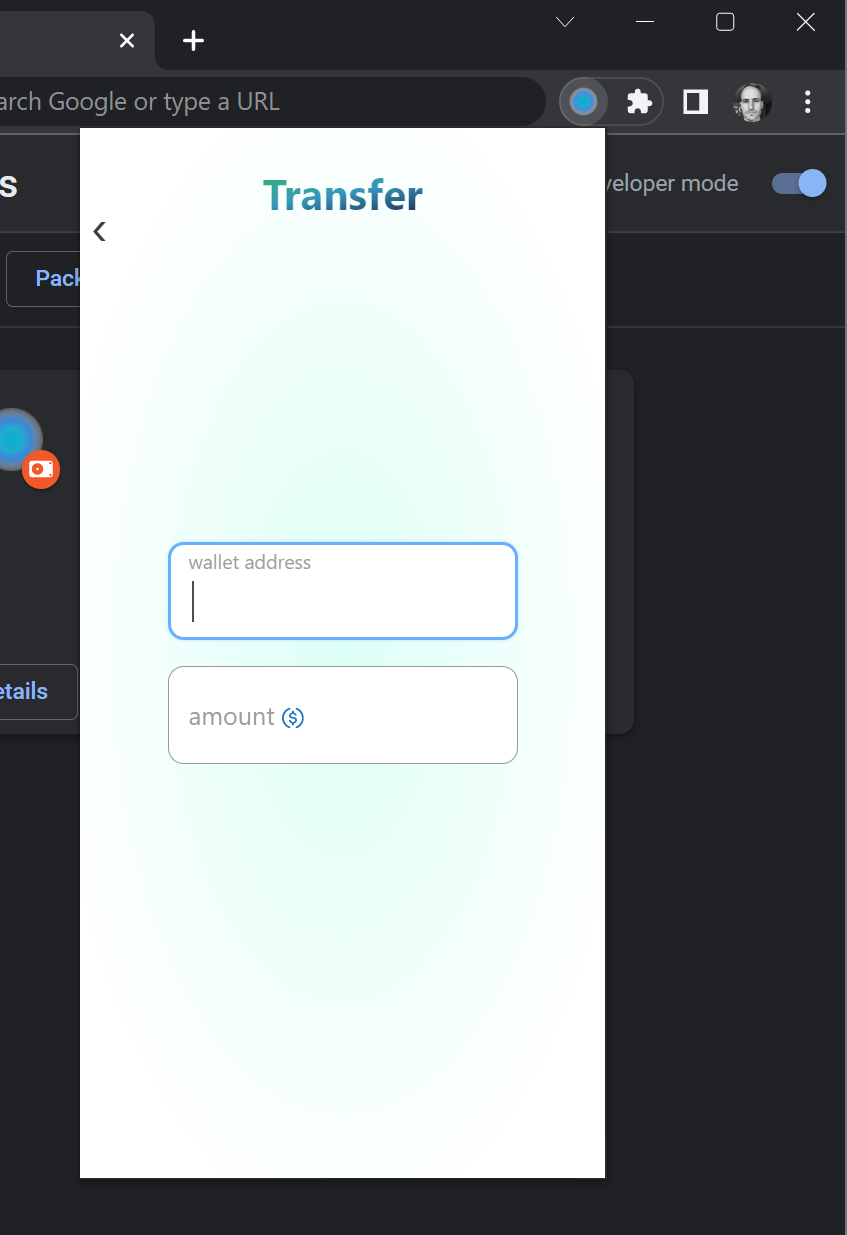 arch Google or type a URL
s
Transfer
veloper mode
Pack
wallet address
etails
amount